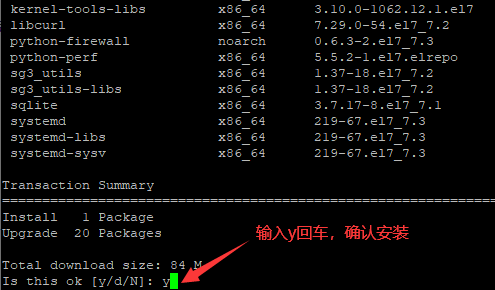 kernel-tools-libs x86_64 3.10.0-1062.12.1.el7
libcurl x86_64 7.29.0-54.el7_7.2
python-firewall noarch 0.6.3-2.el7_7.3
python-perf x86_64 5.5.2-1.el7.elrepo
sg3_utils x86_64 1.37-18.el7_7.2
sg3_utils-libs x86_64 1.37-18.el7_7.2
sqlite x86_64 3.7.17-8.el7_7.1
systemd x86_64 219-67.el7_7.3
systemd-libs x86_64 219-67.el7_7.3
systemd-sysv x86_64 219-67.el7_7.3
Transaction Summary
Install 1 Package
Upgrade 20 Packages
输入y回车，确认安装
Total download size: 84 M
Is this ok [y/d/N]: y